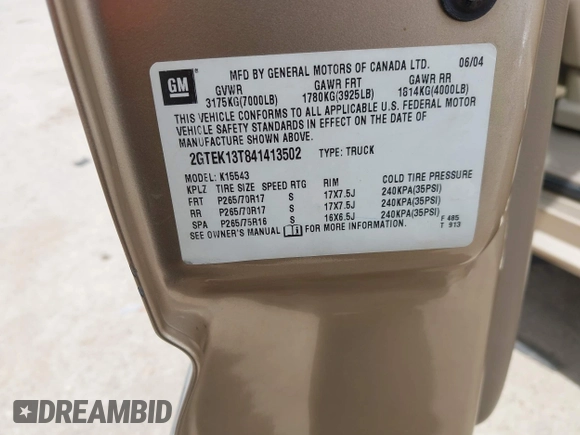 GM
MFD BY GENERAL MOTORS OF CANADA LTD. 06/04
GVWR GAWR FRT GAWR RR
3175KG(7000LB) 1780KG(3925LB) 1814KG(4000LB)
THIS VEHICLE CONFORMS TO ALL APPLICABLE U.S. FEDERAL MOTOR
VEHICLE SAFETY STANDARDS IN EFFECT ON THE DATE OF
MANUFACTURE SHOWN ABOVE.
2GTEK13T841413502 TYPE: TRUCK
MODEL: K15543
KPLZ TIRE SIZE SPEED RTG RIM COLD TIRE PRESSURE
FRT P265/70R17 S 17X7.5J 240KPA(35PSI)
RR P265/70R17 S 17X7.5J 240KPA(35PSI)
SPA P265/75R16 S 16X6.5J 240KPA(35PSI)
SEE OWNER'S MANUAL FOR MORE INFORMATION.
F 485
T 913
DREAMBID